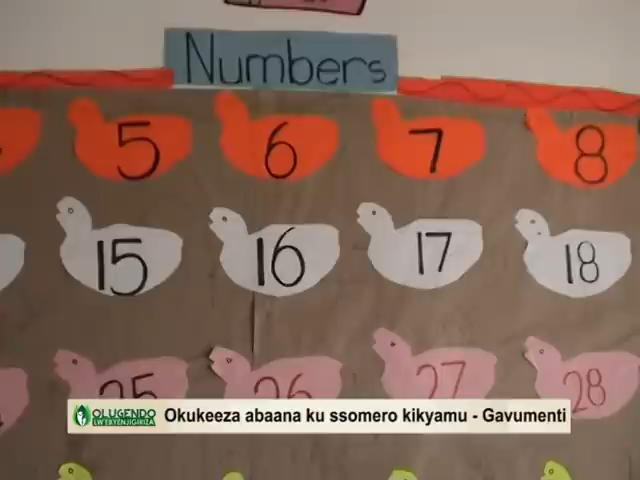 Numbers
5 6 7 8
15 16 17 18
25 26 27 28
OLUGENDO
LW'EBYENJIGIRIZA
Okukeeza abaana ku ssomero kikyamu - Gavumenti